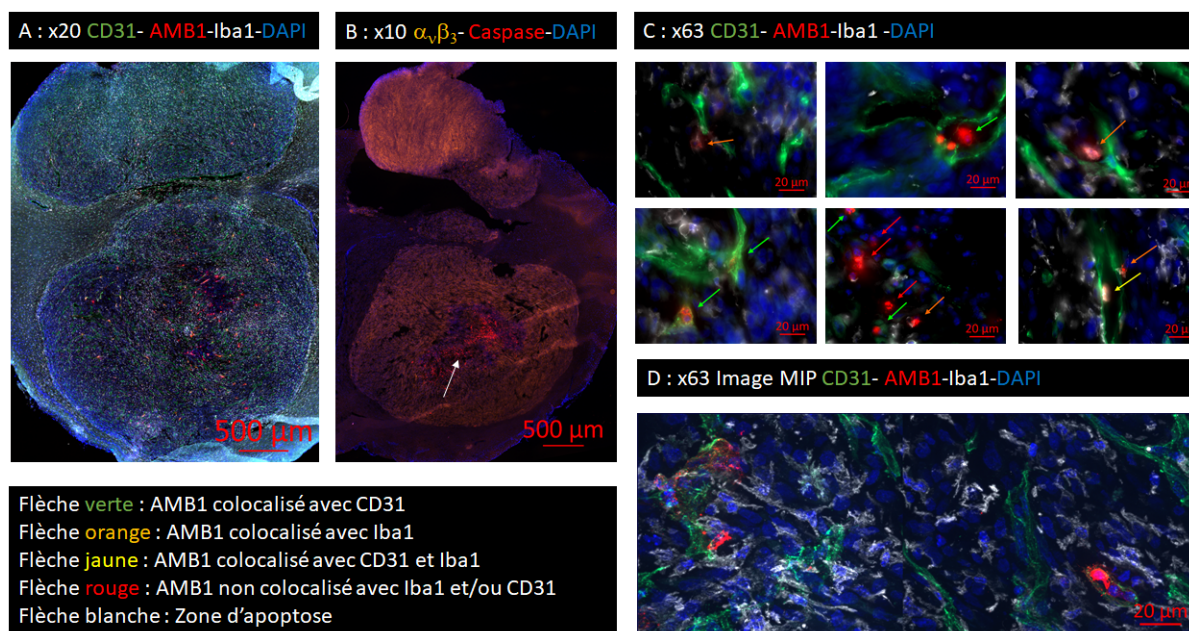 A : x20 CD31- AMB1-Iba1-DAPI
B : x10 αvβ3- Caspase-DAPI
C : x63 CD31- AMB1-Iba1 -DAPI
500 µm
500 µm
20 µm
20 µm
20 µm
20 µm
20 µm
20 µm
D : x63 Image MIP CD31- AMB1-Iba1-DAPI
20 µm
Flèche verte : AMB1 colocalisé avec CD31
Flèche orange : AMB1 colocalisé avec Iba1
Flèche jaune : AMB1 colocalisé avec CD31 et Iba1
Flèche rouge : AMB1 non colocalisé avec Iba1 et/ou CD31
Flèche blanche : Zone d’apoptose